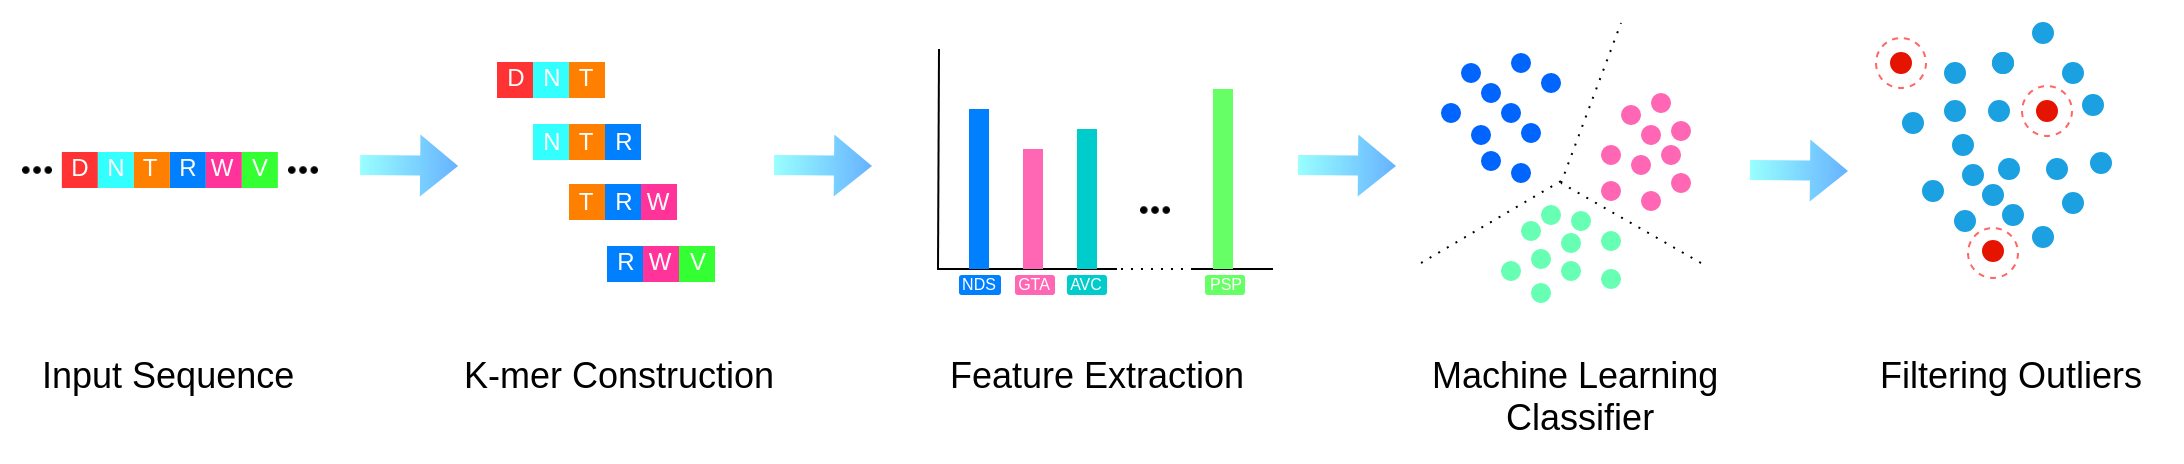 ••• D N T R W V •••
D N T
N T R
T R W
R W V
•••
NDS GTA AVC PSP
Input Sequence
K-mer Construction
Feature Extraction
Machine Learning
Classifier
Filtering Outliers